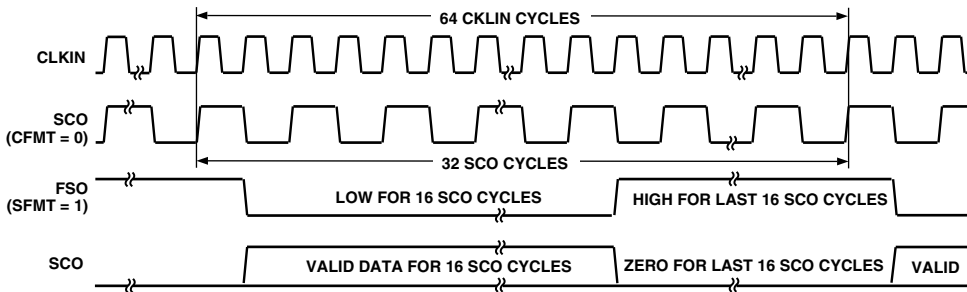 64 CKLIN CYCLES
CLKIN
SCO
(CFMT = 0)
32 SCO CYCLES
FSO
(SFMT = 1)
LOW FOR 16 SCO CYCLES
HIGH FOR LAST 16 SCO CYCLES
SCO
VALID DATA FOR 16 SCO CYCLES
ZERO FOR LAST 16 SCO CYCLES
VALID